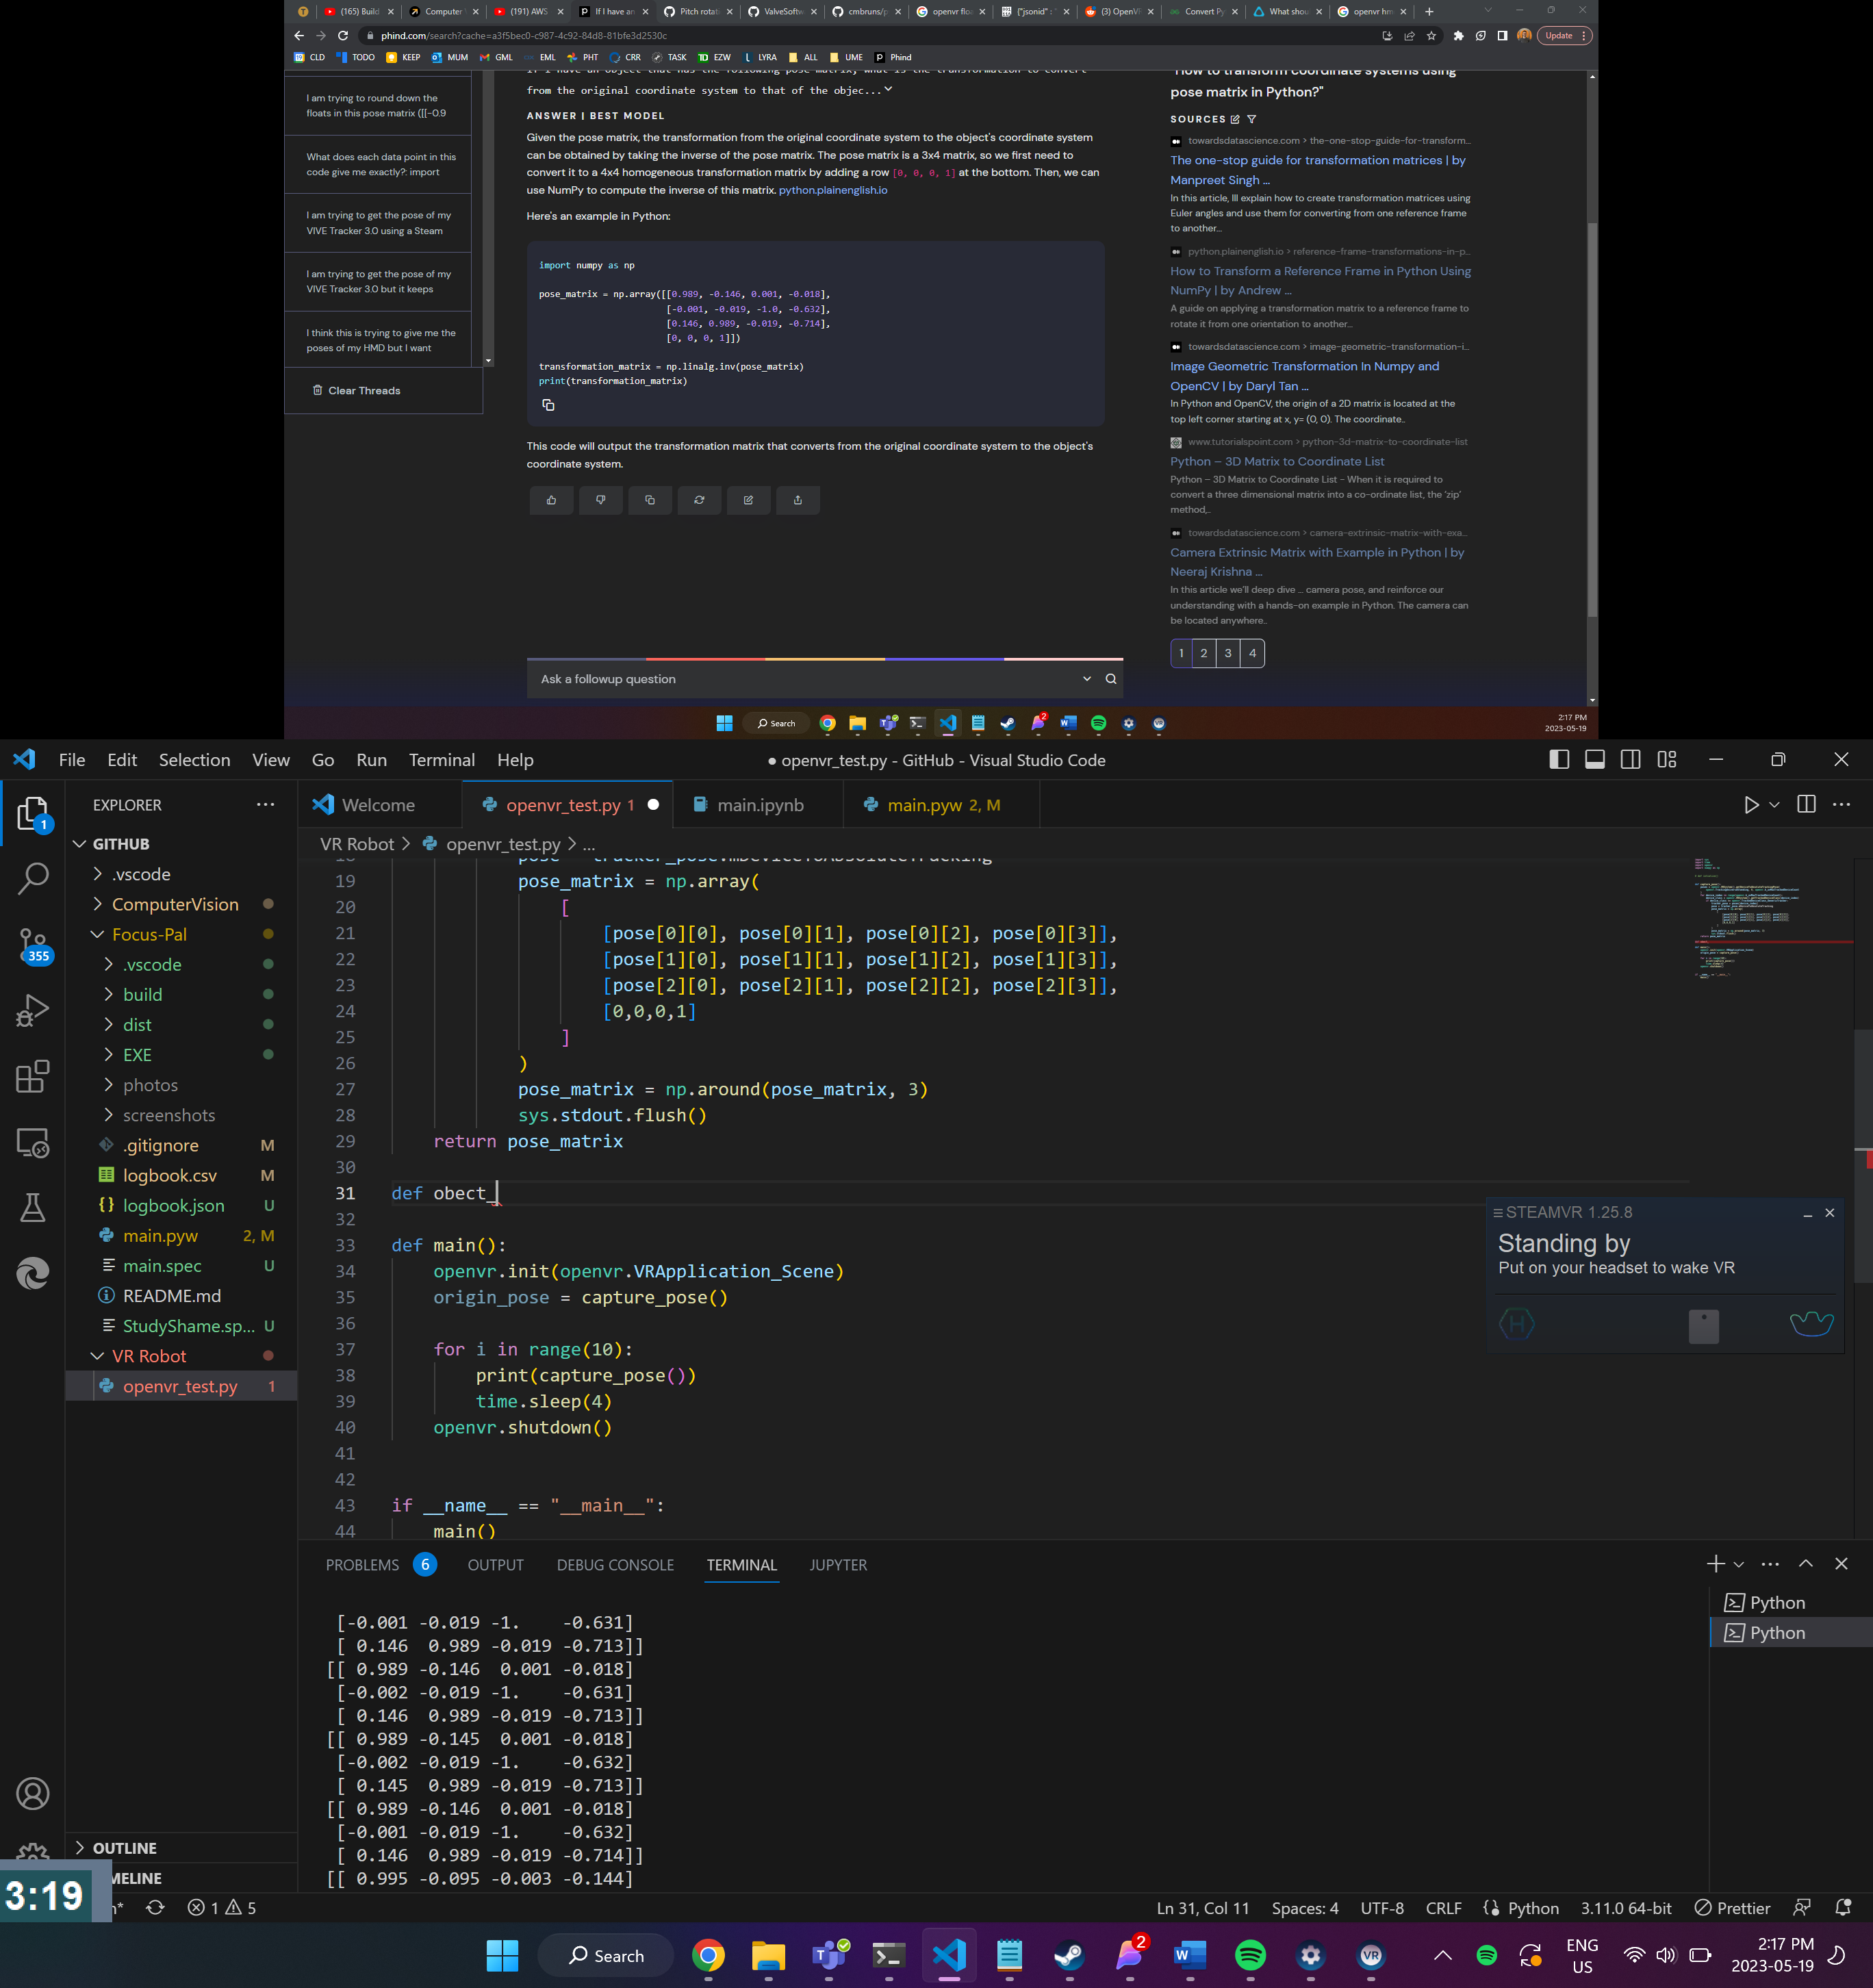 (165) Build
Computer
(191) AWS
If I have an
Pitch rotat
ValveSoftw
cmbruns/p
openvr floa
{"jsonid" : "
(3) OpenV
Convert Py
What shou
openvr hm
phind.com/search?cache=a3f5bec0-c987-4c92-84d8-81bfe3d2530c
Update
CLD TODO KEEP MUM GML EML PHT CRR TASK EZW LYRA ALL UME Phind
I am trying to round down the
floats in this pose matrix ([[-0.9
What does each data point in this
code give me exactly?: import
I am trying to get the pose of my
VIVE Tracker 3.0 using a Steam
I am trying to get the pose of my
VIVE Tracker 3.0 but it keeps
I think this is trying to give me the
poses of my HMD but I want
Clear Threads
If I have an object that has the following pose matrix, what is the transformation to convert
from the original coordinate system to that of the objec...
ANSWER | BEST MODEL
Given the pose matrix, the transformation from the original coordinate system to the object's coordinate system
can be obtained by taking the inverse of the pose matrix. The pose matrix is a 3x4 matrix, so we first need to
convert it to a 4x4 homogeneous transformation matrix by adding a row [0, 0, 0, 1] at the bottom. Then, we can
use NumPy to compute the inverse of this matrix. python.plainenglish.io
Here's an example in Python:
import numpy as np
pose_matrix = np.array([[0.989, -0.146, 0.001, -0.018],
[-0.001, -0.019, -1.0, -0.632],
[0.146, 0.989, -0.019, -0.714],
[0, 0, 0, 1]])
transformation_matrix = np.linalg.inv(pose_matrix)
print(transformation_matrix)
This code will output the transformation matrix that converts from the original coordinate system to the object's
coordinate system.
Ask a followup question
"How to transform coordinate systems using
pose matrix in Python?"
SOURCES
towardsdatascience.com > the-one-stop-guide-for-transform...
The one-stop guide for transformation matrices | by
Manpreet Singh ...
In this article, Ill explain how to create transformation matrices using
Euler angles and use them for converting from one reference frame
to another...
python.plainenglish.io > reference-frame-transformations-in-p...
How to Transform a Reference Frame in Python Using
NumPy | by Andrew ...
A guide on applying a transformation matrix to a reference frame to
rotate it from one orientation to another...
towardsdatascience.com > image-geometric-transformation-i...
Image Geometric Transformation In Numpy and
OpenCV | by Daryl Tan ...
In Python and OpenCV, the origin of a 2D matrix is located at the
top left corner starting at x, y= (0, 0). The coordinate..
www.tutorialspoint.com > python-3d-matrix-to-coordinate-list
Python – 3D Matrix to Coordinate List
Python – 3D Matrix to Coordinate List - When it is required to
convert a three dimensional matrix into a co-ordinate list, the 'zip'
method,..
towardsdatascience.com > camera-extrinsic-matrix-with-exa...
Camera Extrinsic Matrix with Example in Python | by
Neeraj Krishna ...
In this article we'll deep dive ... camera pose, and reinforce our
understanding with a hands-on example in Python. The camera can
be located anywhere..
1 2 3 4
Search
2
2:17 PM
2023-05-19
File Edit Selection View Go Run Terminal Help
● openvr_test.py - GitHub - Visual Studio Code
EXPLORER
Welcome
openvr_test.py 1
main.ipynb
main.pyw 2, M
VR Robot > openvr_test.py > ...
1
355
GITHUB
.vscode
ComputerVision
Focus-Pal
.vscode
build
dist
EXE
photos
screenshots
.gitignore M
logbook.csv M
logbook.json U
main.pyw 2, M
main.spec U
README.md
StudyShame.sp... U
VR Robot
openvr_test.py 1
OUTLINE
MELINE
18 pose = tracker_pose.mDeviceToAbsoluteTracking
19 pose_matrix = np.array(
20 [
21 [pose[0][0], pose[0][1], pose[0][2], pose[0][3]],
22 [pose[1][0], pose[1][1], pose[1][2], pose[1][3]],
23 [pose[2][0], pose[2][1], pose[2][2], pose[2][3]],
24 [0,0,0,1]
25 ]
26 )
27 pose_matrix = np.around(pose_matrix, 3)
28 sys.stdout.flush()
29 return pose_matrix
30
31 def obect_
32
33 def main():
34 openvr.init(openvr.VRApplication_Scene)
35 origin_pose = capture_pose()
36
37 for i in range(10):
38 print(capture_pose())
39 time.sleep(4)
40 openvr.shutdown()
41
42
43 if __name__ == "__main__":
44 main()
STEAMVR 1.25.8
Standing by
Put on your headset to wake VR
PROBLEMS 6 OUTPUT DEBUG CONSOLE TERMINAL JUPYTER
[-0.001 -0.019 -1. -0.631]
[ 0.146 0.989 -0.019 -0.713]]
[[ 0.989 -0.146 0.001 -0.018]
[-0.002 -0.019 -1. -0.631]
[ 0.146 0.989 -0.019 -0.713]]
[[ 0.989 -0.145 0.001 -0.018]
[-0.002 -0.019 -1. -0.632]
[ 0.145 0.989 -0.019 -0.713]]
[[ 0.989 -0.146 0.001 -0.018]
[-0.001 -0.019 -1. -0.632]
[ 0.146 0.989 -0.019 -0.714]]
[[ 0.995 -0.095 -0.003 -0.144]
Python
Python
3:19
1 5
Ln 31, Col 11 Spaces: 4 UTF-8 CRLF Python 3.11.0 64-bit Prettier
Search
2
ENG
US
2:17 PM
2023-05-19